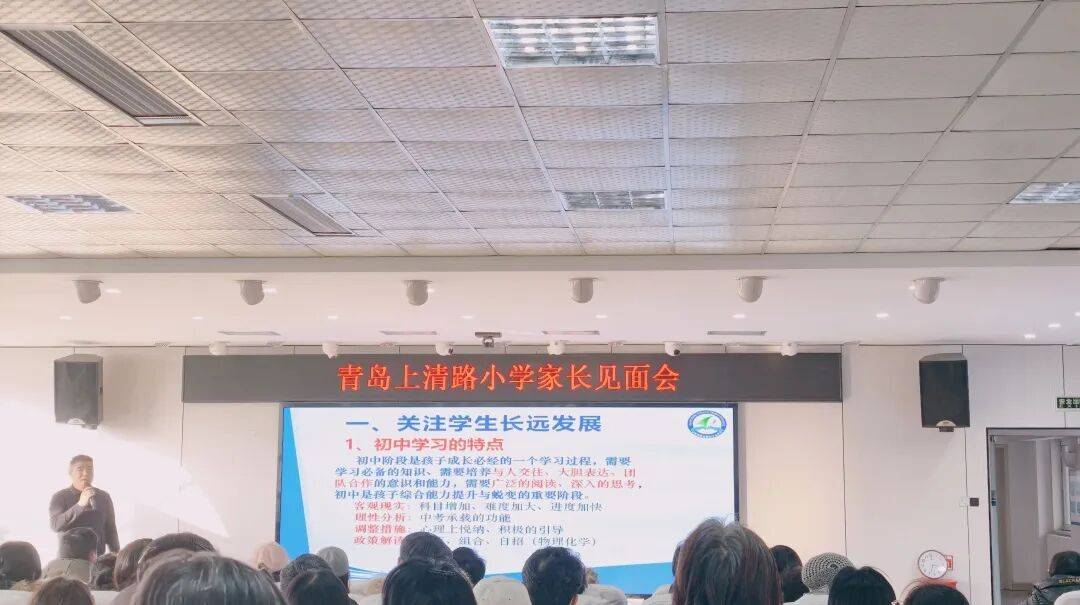 青岛上清路小学家长见面会
一、关注学生长远发展
1、初中学习的特点
初中阶段是孩子成长必经的一个学习过程，需要
学习必备的知识、需要培养与人交往、大胆表达、团
队合作的意识和能力，需要广泛的阅读、深入的思考，
初中是孩子综合能力提升与蜕变的重要阶段。
客观现实：科目增加、难度加大、进度加快
理性分析：中考承载的功能
调整措施：心理上悦纳、积极的引导
政策解读 组合、自招（物理化学）